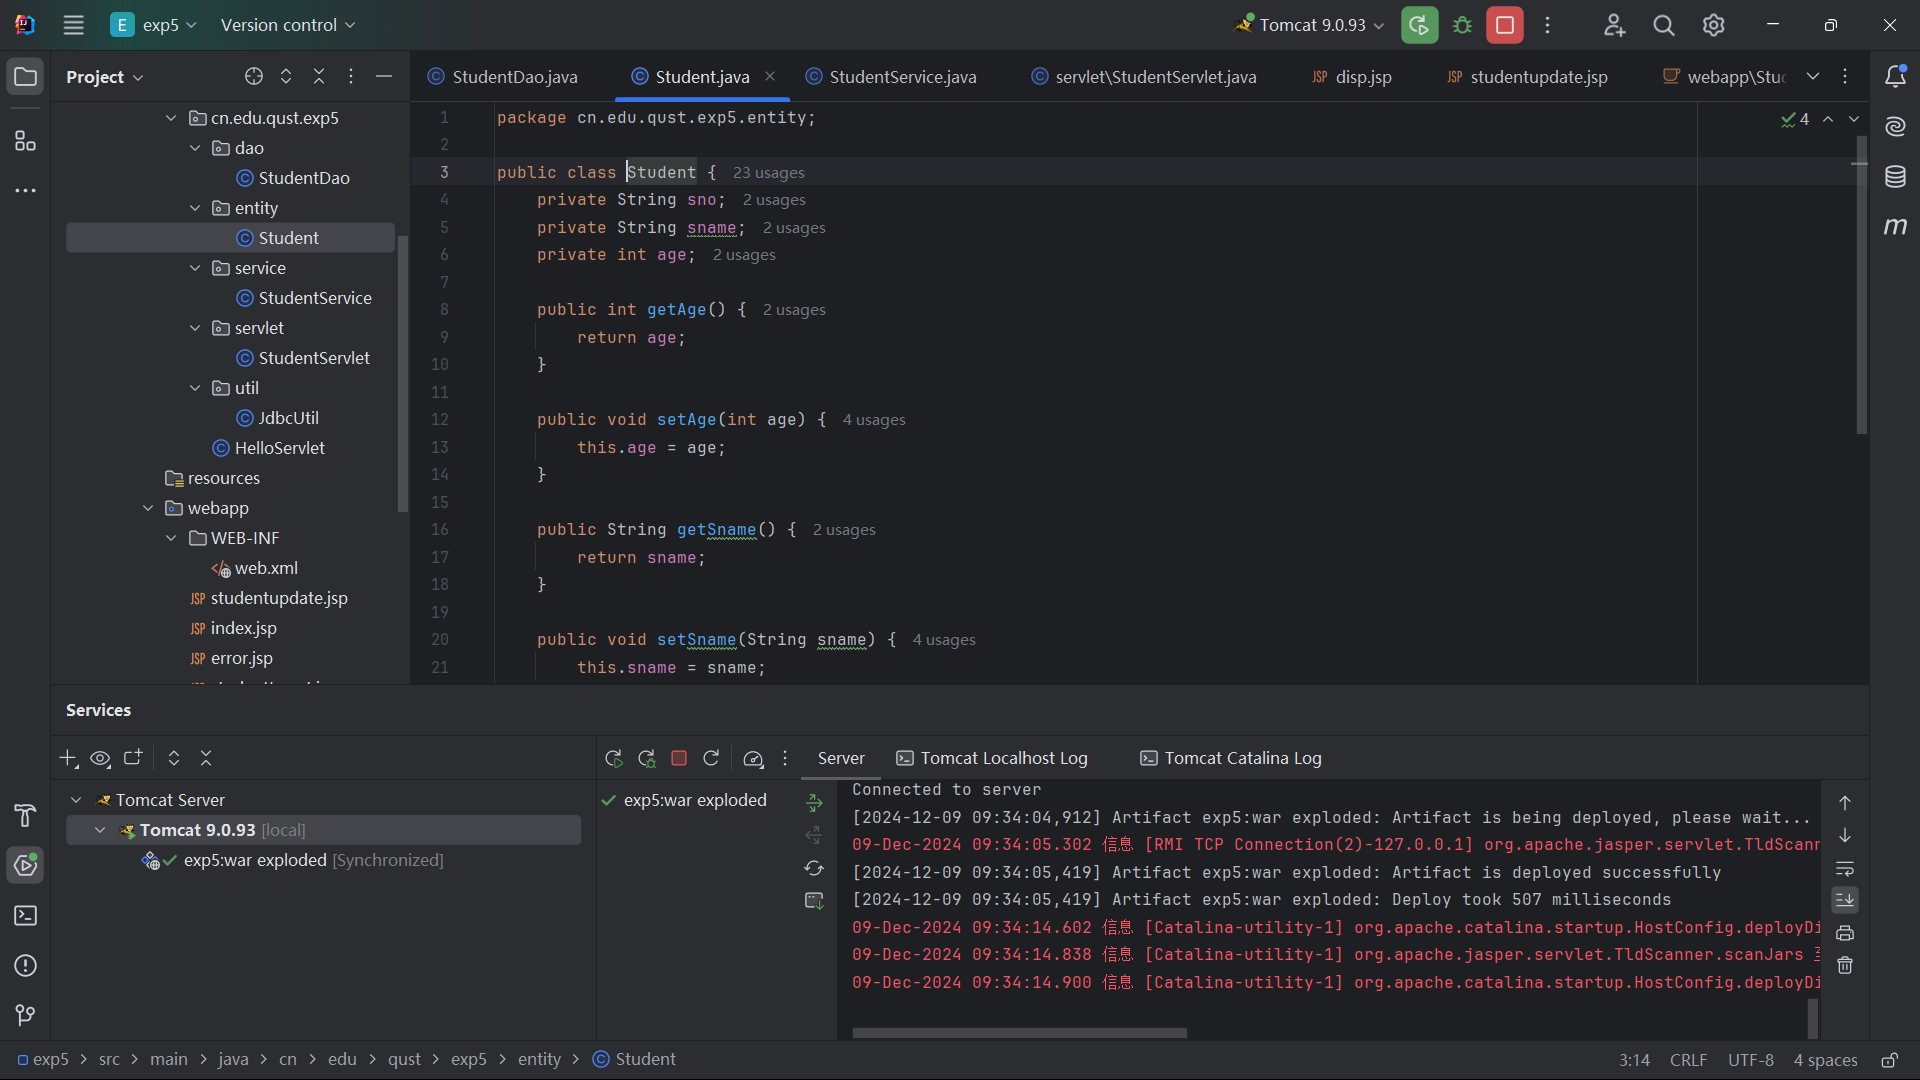 E exp5 Version control Tomcat 9.0.93
Project
StudentDao.java Student.java StudentService.java servlet\StudentServlet.java JSP disp.jsp JSP studentupdate.jsp webapp\Stu
cn.edu.qust.exp5
dao
StudentDao
entity
Student
service
StudentService
servlet
StudentServlet
util
JdbcUtil
HelloServlet
resources
webapp
WEB-INF
web.xml
JSP studentupdate.jsp
JSP index.jsp
JSP error.jsp
4
1 package cn.edu.qust.exp5.entity;
2
3 public class Student { 23 usages
4 private String sno; 2 usages
5 private String sname; 2 usages
6 private int age; 2 usages
7
8 public int getAge() { 2 usages
9 return age;
10 }
11
12 public void setAge(int age) { 4 usages
13 this.age = age;
14 }
15
16 public String getSname() { 2 usages
17 return sname;
18 }
19
20 public void setSname(String sname) { 4 usages
21 this.sname = sname;
m
Services
Server Tomcat Localhost Log Tomcat Catalina Log
Tomcat Server
Tomcat 9.0.93 [local]
exp5:war exploded [Synchronized]
exp5:war exploded
Connected to server
[2024-12-09 09:34:04,912] Artifact exp5:war exploded: Artifact is being deployed, please wait...
09-Dec-2024 09:34:05.302 信息 [RMI TCP Connection(2)-127.0.0.1] org.apache.jasper.servlet.TldScanr
[2024-12-09 09:34:05,419] Artifact exp5:war exploded: Artifact is deployed successfully
[2024-12-09 09:34:05,419] Artifact exp5:war exploded: Deploy took 507 milliseconds
09-Dec-2024 09:34:14.602 信息 [Catalina-utility-1] org.apache.catalina.startup.HostConfig.deployDi
09-Dec-2024 09:34:14.838 信息 [Catalina-utility-1] org.apache.jasper.servlet.TldScanner.scanJars
09-Dec-2024 09:34:14.900 信息 [Catalina-utility-1] org.apache.catalina.startup.HostConfig.deployDi
exp5 > src > main > java > cn > edu > qust > exp5 > entity > Student
3:14 CRLF UTF-8 4 spaces